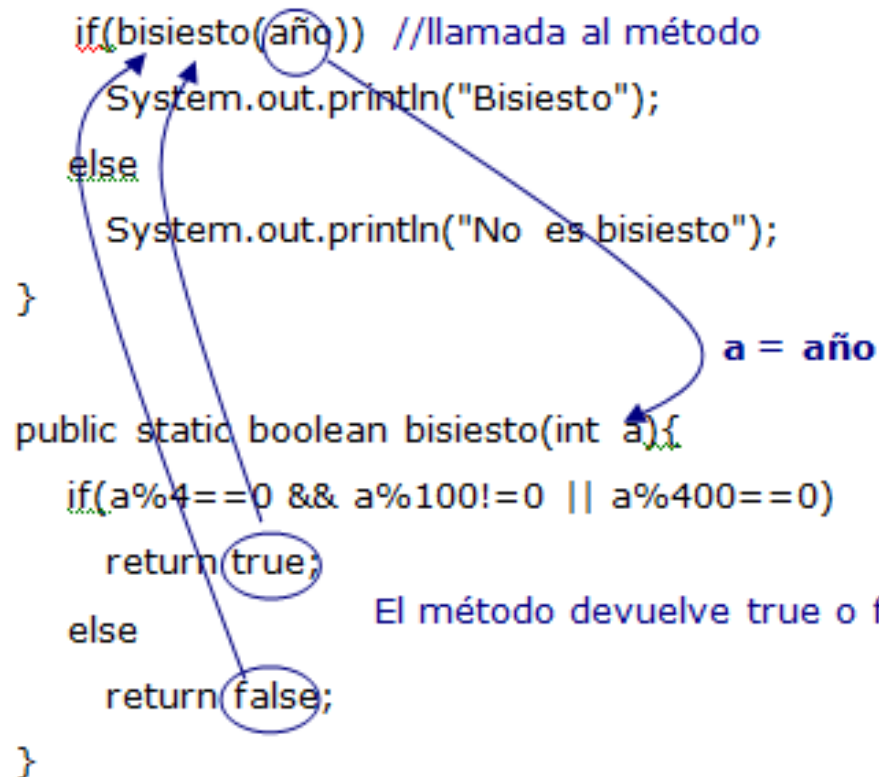 if(bisiesto(año)) //llamada al método
System.out.println("Bisiesto");
else
System.out.println("No es bisiesto");
}
a = año
public static boolean bisiesto(int a){
if(a%4==0 && a%100!=0 || a%400==0)
return true;
El método devuelve true o
else
return false;
}